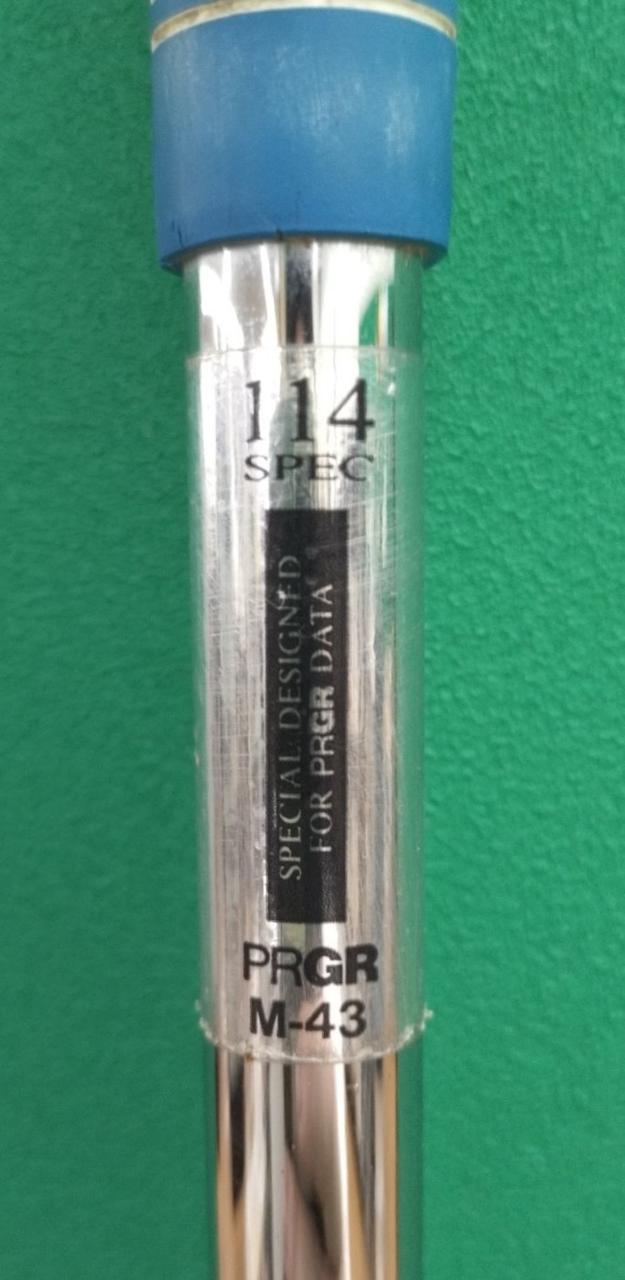 114
SPEC
SPECIAL DESIGNED
FOR PRGR DATA
PRGR
M-43